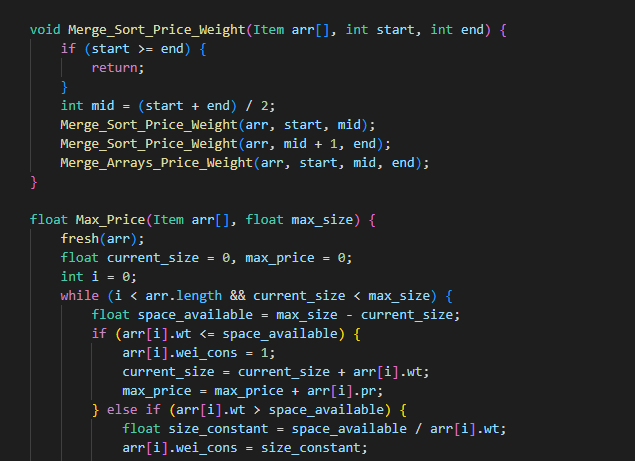 void Merge_Sort_Price_Weight(Item arr[], int start, int end) {
    if (start >= end) {
        return;
    }
    int mid = (start + end) / 2;
    Merge_Sort_Price_Weight(arr, start, mid);
    Merge_Sort_Price_Weight(arr, mid + 1, end);
    Merge_Arrays_Price_Weight(arr, start, mid, end);
}

float Max_Price(Item arr[], float max_size) {
    fresh(arr);
    float current_size = 0, max_price = 0;
    int i = 0;
    while (i < arr.length && current_size < max_size) {
        float space_available = max_size - current_size;
        if (arr[i].wt <= space_available) {
            arr[i].wei_cons = 1;
            current_size = current_size + arr[i].wt;
            max_price = max_price + arr[i].pr;
        } else if (arr[i].wt > space_available) {
            float size_constant = space_available / arr[i].wt;
            arr[i].wei_cons = size_constant;